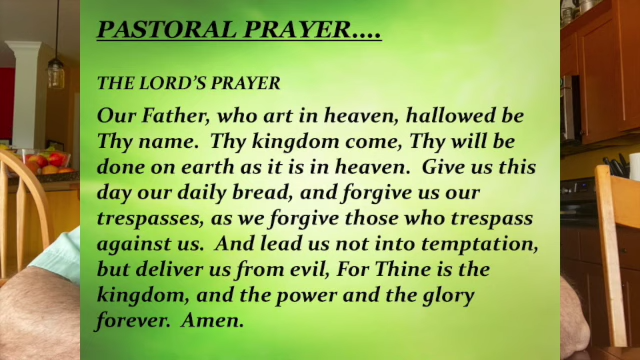 PASTORAL PRAYER....
THE LORD'S PRAYER
Our Father, who art in heaven, hallowed be
Thy name.  Thy kingdom come, Thy will be
done on earth as it is in heaven.  Give us this
day our daily bread, and forgive us our
trespasses, as we forgive those who trespass
against us.  And lead us not into temptation,
but deliver us from evil, For Thine is the
kingdom, and the power and the glory
forever.  Amen.